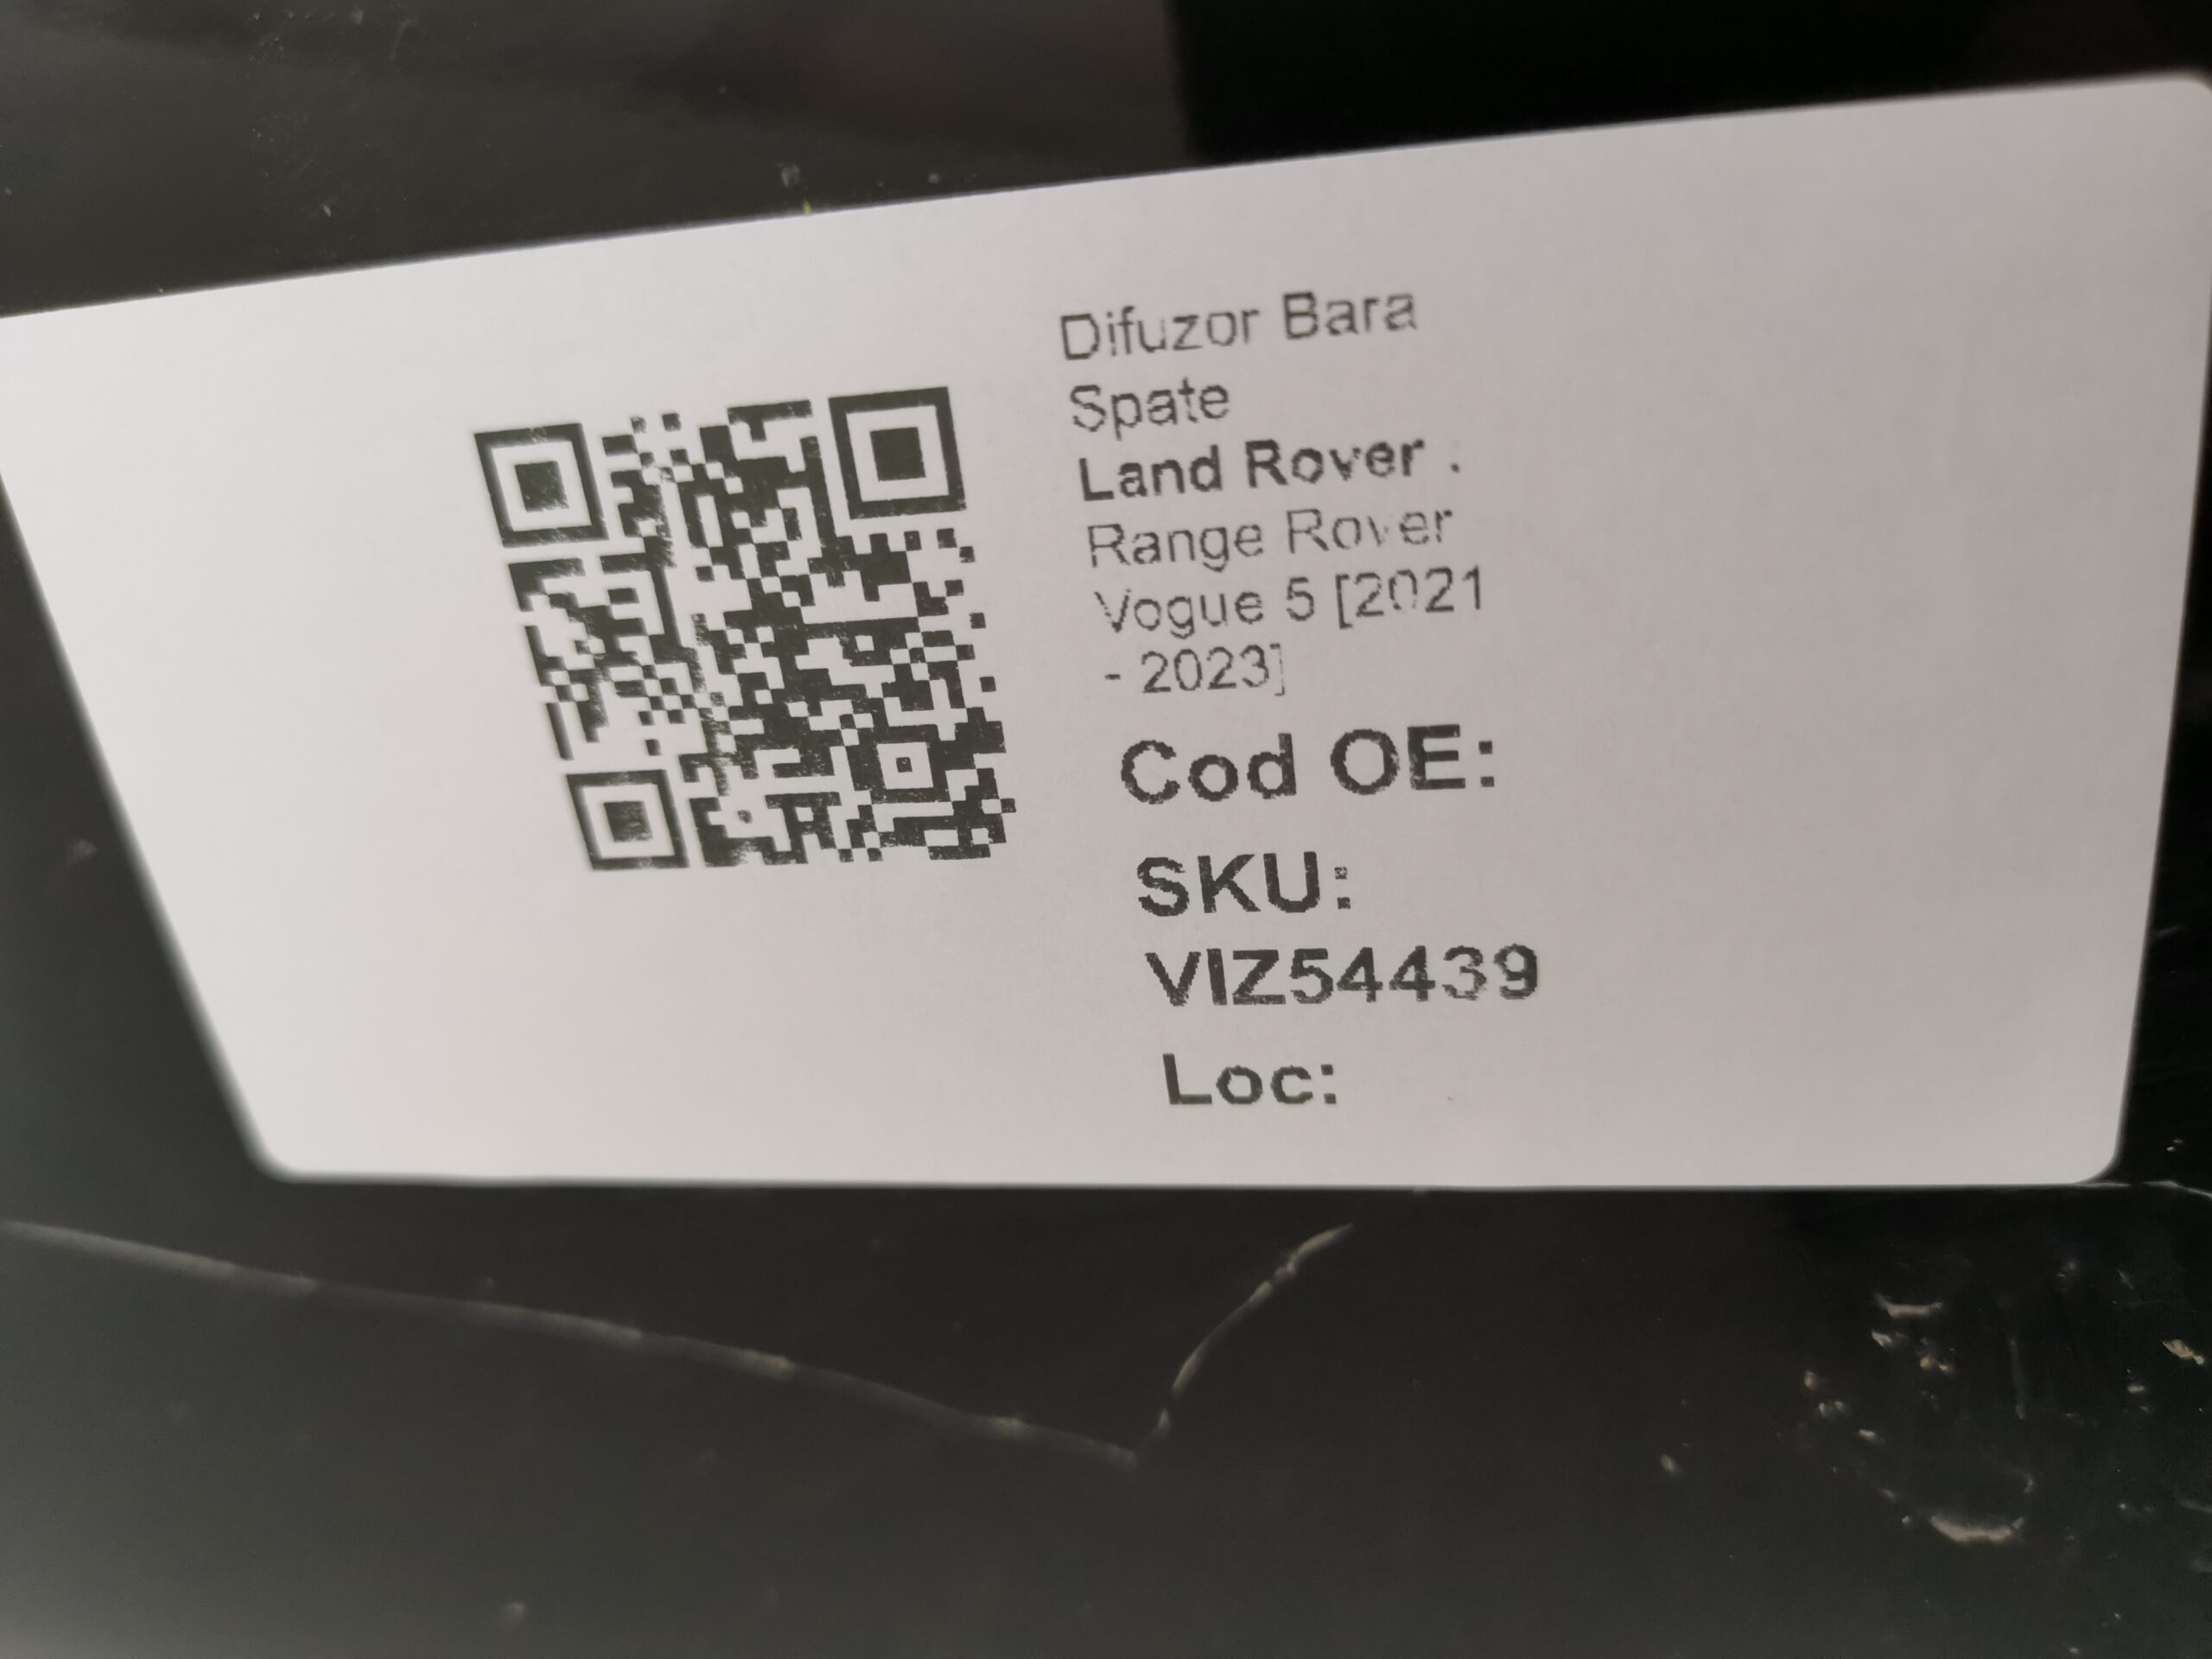 Difuzor Bara
Spate
Land Rover .
Range Rover
Vogue 5 [2021
- 2023]
Cod OE:
SKU:
VIZ54439
Loc: